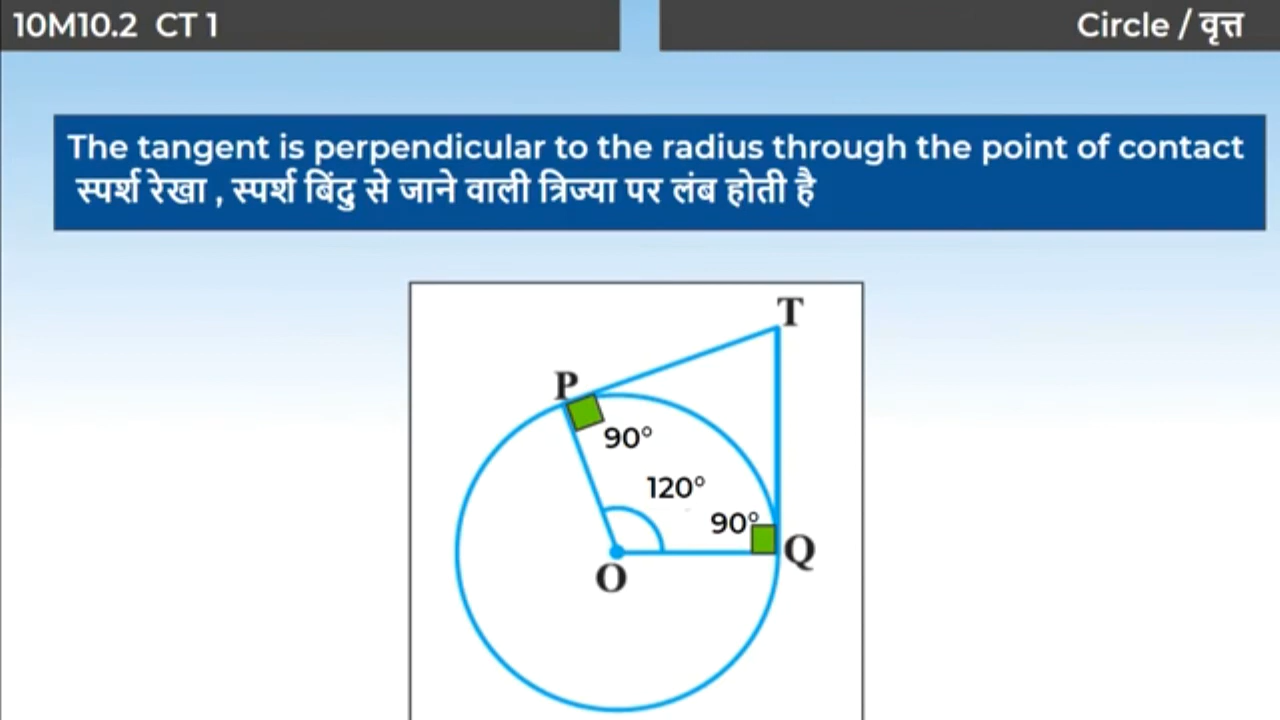 10M10.2 CT 1
Circle / वृत्त
The tangent is perpendicular to the radius through the point of contact
स्पर्श रेखा , स्पर्श बिंदु से जाने वाली त्रिज्या पर लंब होती है
T
P
90°
120°
90°
Q
O